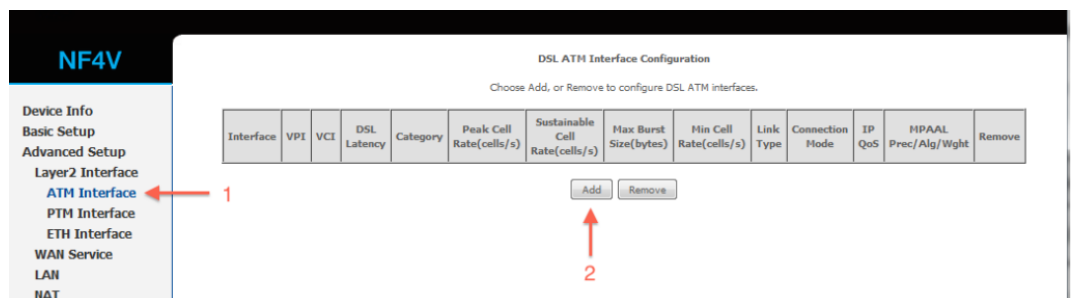 NF4V
DSL ATM Interface Configuration
Choose Add, or Remove to configure DSL ATM interfaces.
Device Info
Basic Setup
Advanced Setup
Layer2 Interface
ATM Interface
PTM Interface
ETH Interface
WAN Service
LAN
NAT
1
Interface VPI VCI DSL Latency Category Peak Cell Rate(cells/s) Sustainable Cell Rate(cells/s) Max Burst Size(bytes) Min Cell Rate(cells/s) Link Type Connection Mode IP QoS MPAAL Prec/Alg/Wght Remove
Add Remove
2